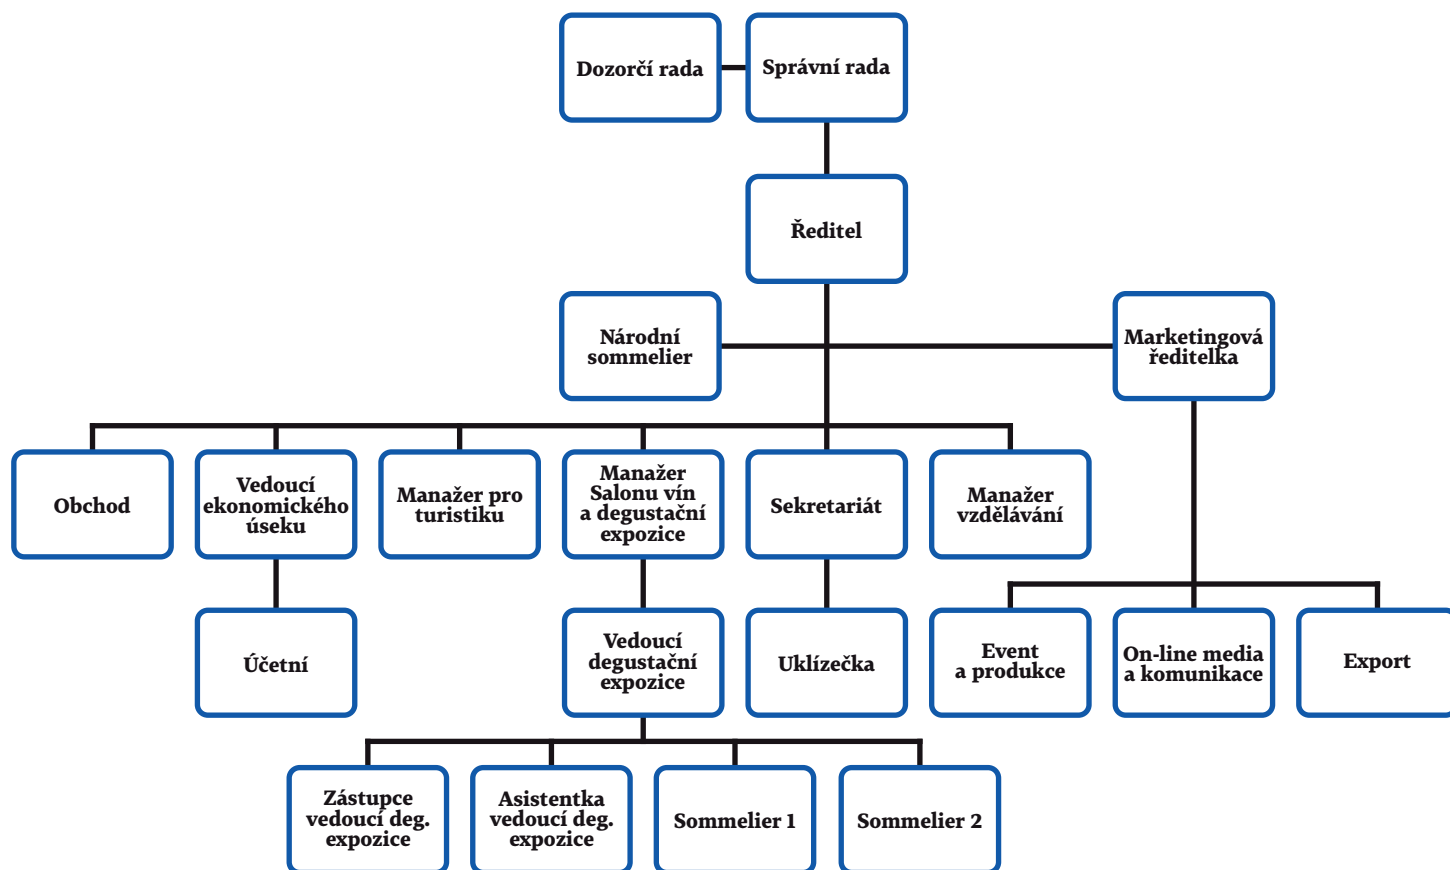 Dozorčí rada
Správní rada
Ředitel
Národní
sommelier
Marketingová
ředitelka
Obchod
Vedoucí
ekonomického
úseku
Manažer pro
turistiku
Manažer
Salonu vín
a degustační
expozice
Sekretariát
Manažer
vzdělávání
Účetní
Vedoucí
degustační
expozice
Uklízečka
Event
a produkce
On-line media
a komunikace
Export
Zástupce
vedoucí deg.
expozice
Asistentka
vedoucí deg.
expozice
Sommelier 1
Sommelier 2